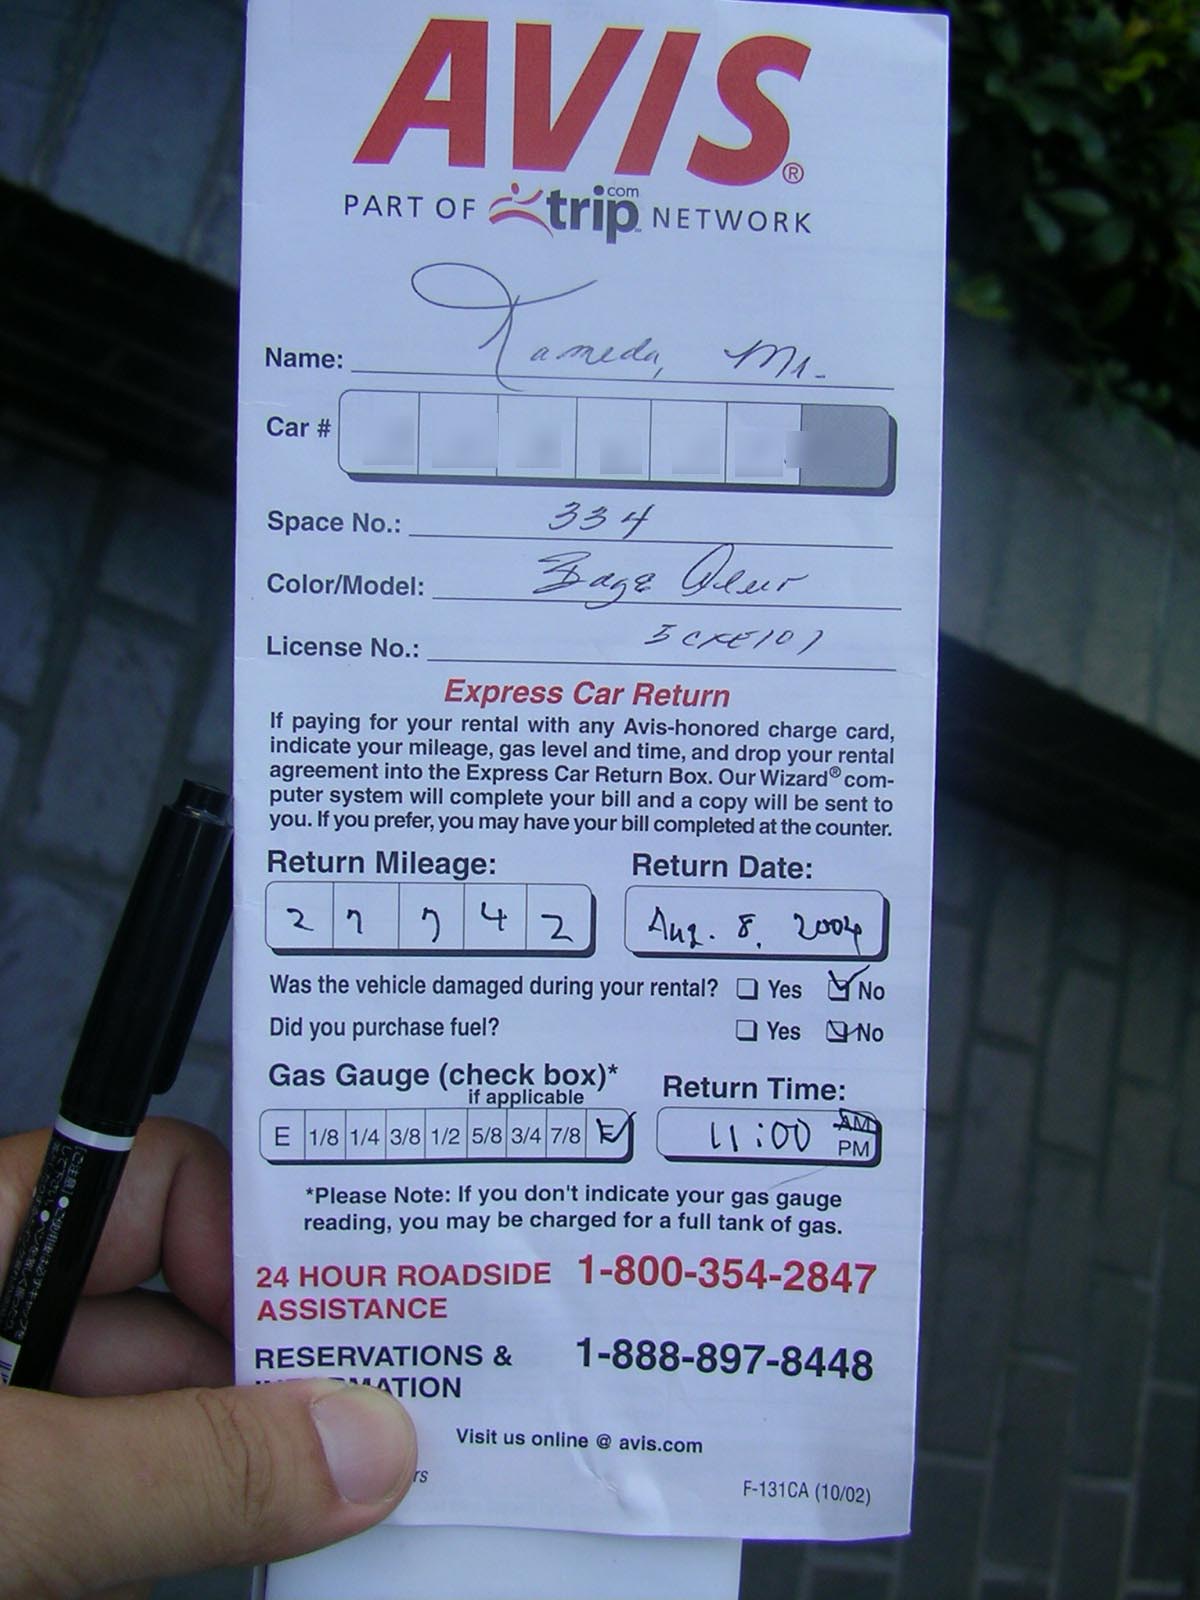 AVIS®
PART OF trip.com NETWORK
Name: Kameda, Mr.
Car #
Space No.: 334
Color/Model:
License No.: 5CKE107
Express Car Return
If paying for your rental with any Avis-honored charge card,
indicate your mileage, gas level and time, and drop your rental
agreement into the Express Car Return Box. Our Wizard® com-
puter system will complete your bill and a copy will be sent to
you. If you prefer, you may have your bill completed at the counter.
Return Mileage: Return Date:
2 7 7 4 2 Aug. 8, 2004
Was the vehicle damaged during your rental? Yes No
Did you purchase fuel? Yes No
Gas Gauge (check box)* Return Time:
if applicable
E 1/8 1/4 3/8 1/2 5/8 3/4 7/8 F 11:00 AM
PM
*Please Note: If you don't indicate your gas gauge
reading, you may be charged for a full tank of gas.
24 HOUR ROADSIDE 1-800-354-2847
ASSISTANCE
RESERVATIONS & 1-888-897-8448
INFORMATION
Visit us online @ avis.com
F-131CA (10/02)